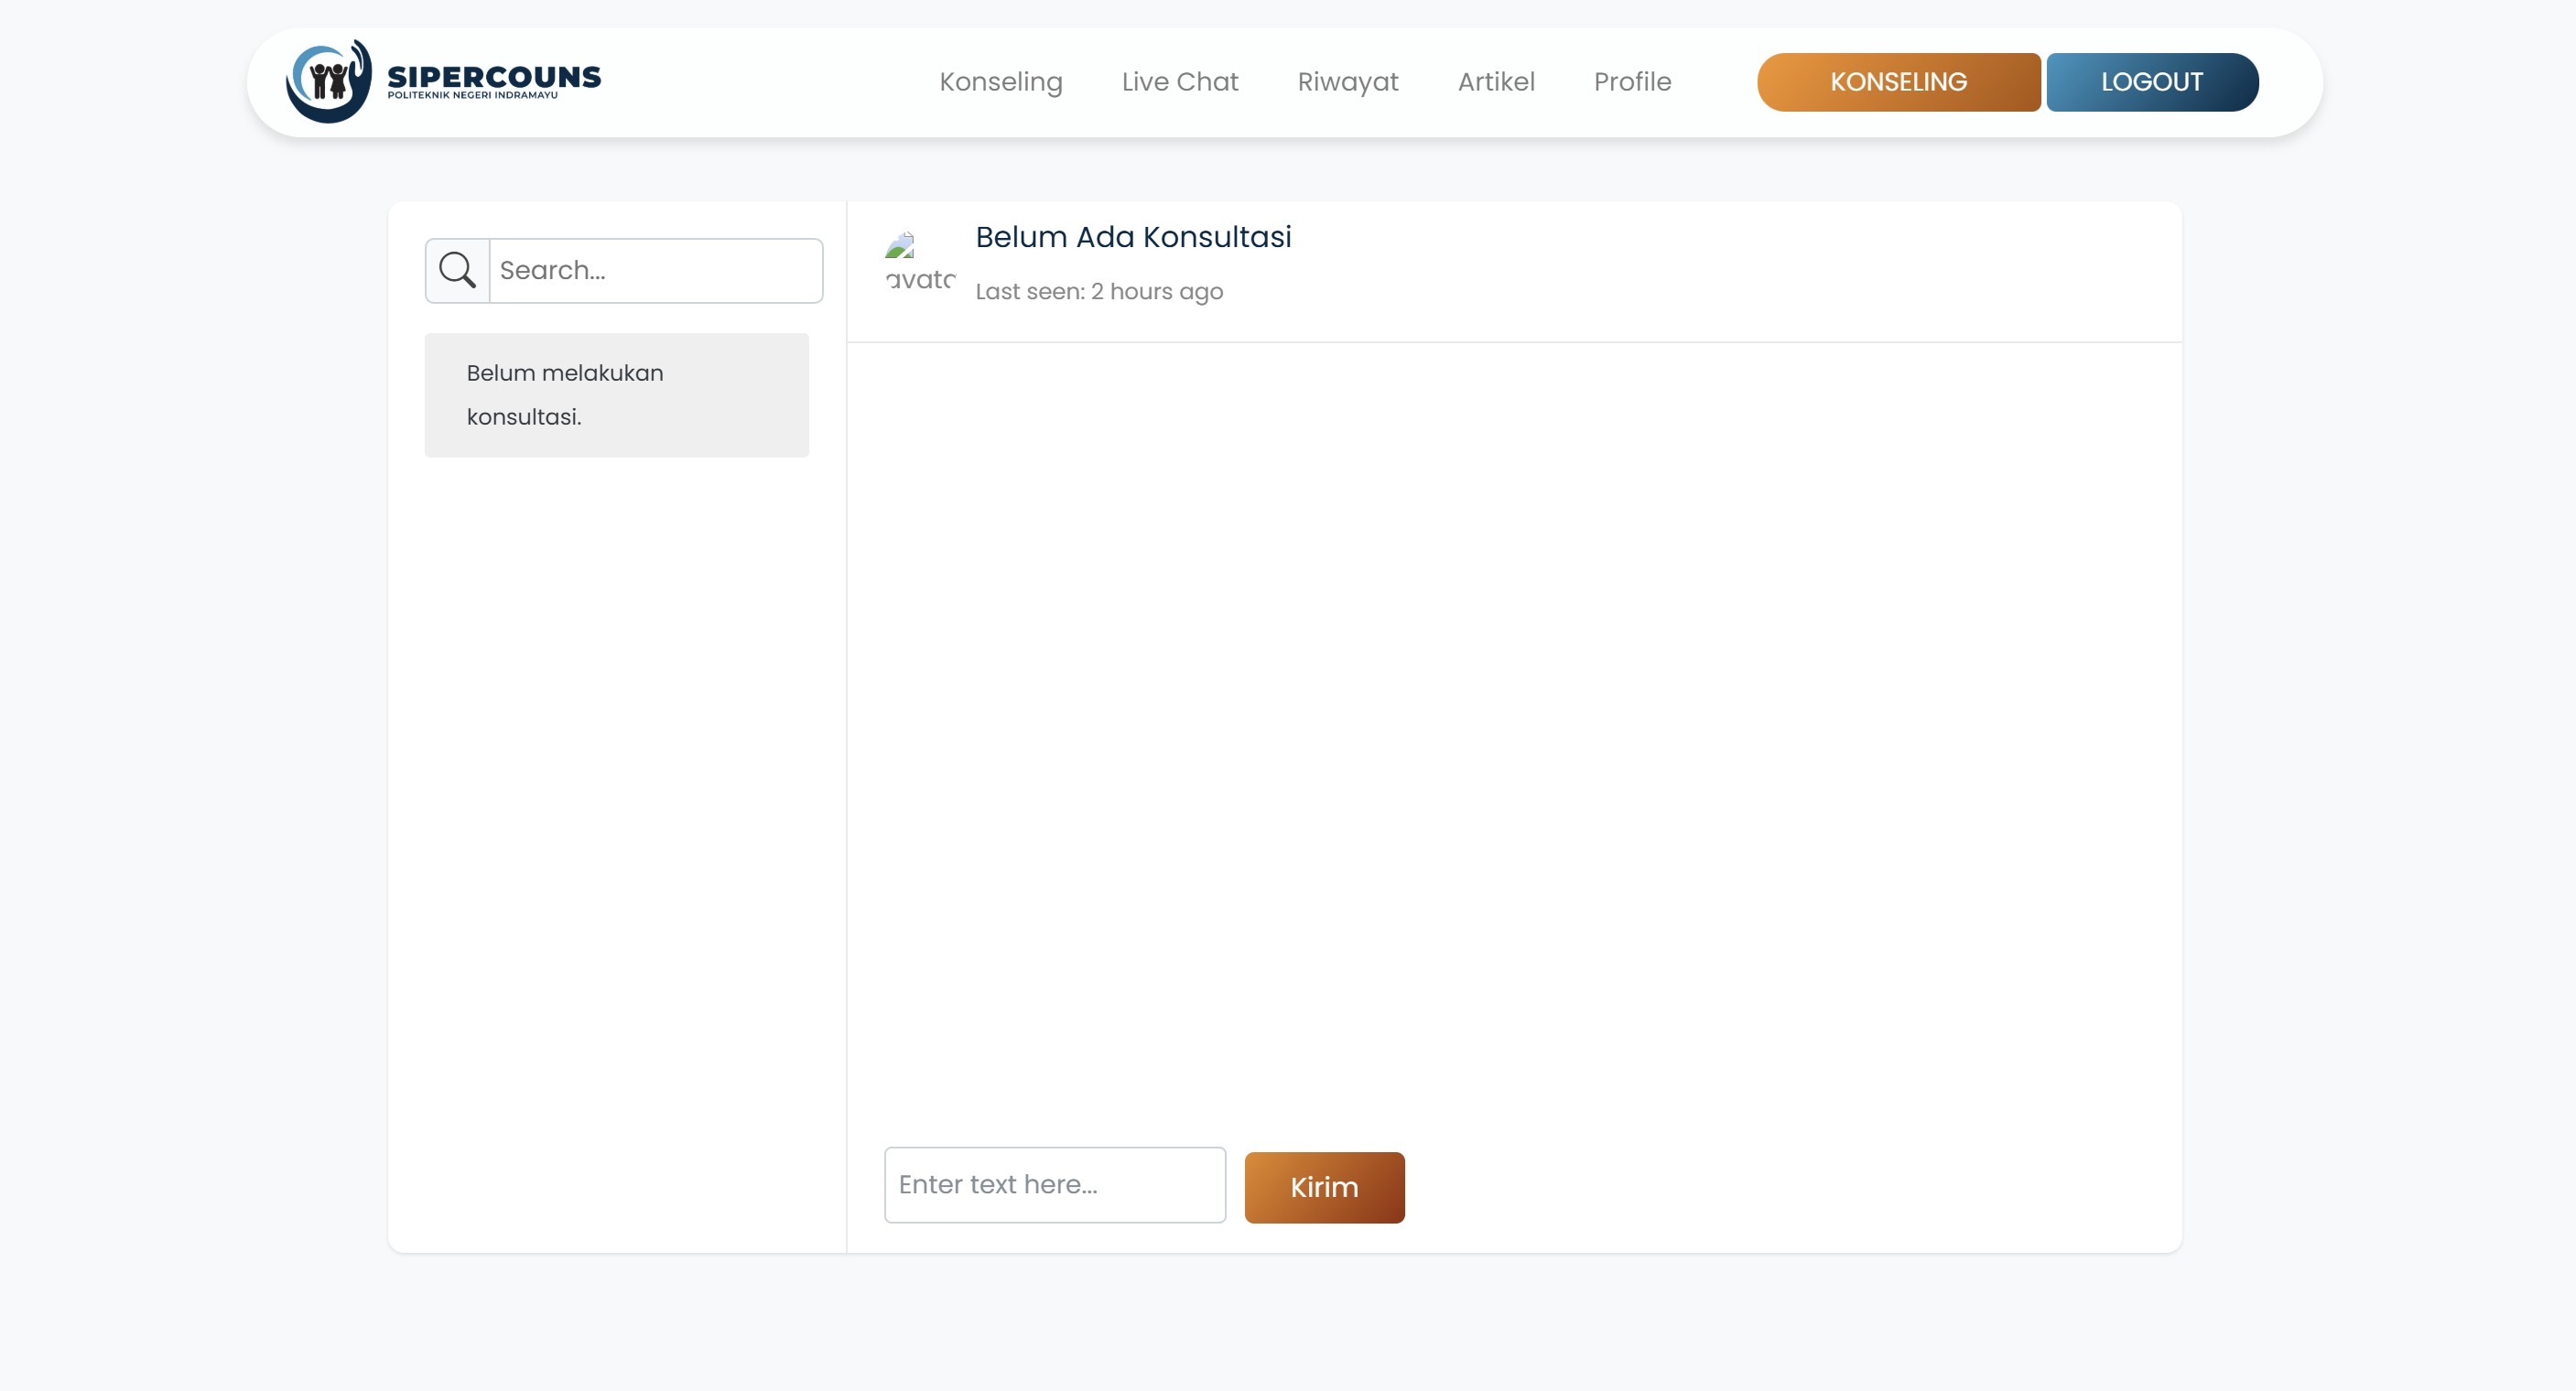 SIPERCOUNS
POLITEKNIK NEGERI INDRAMAYU
Konseling
Live Chat
Riwayat
Artikel
Profile
KONSELING
LOGOUT
Search...
Belum melakukan
konsultasi.
Belum Ada Konsultasi
Last seen: 2 hours ago
Enter text here...
Kirim